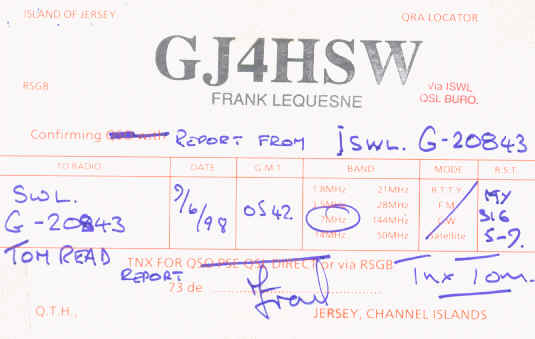 ISLAND OF JERSEY QRA LOCATOR
GJ4HSW
RSGB FRANK LEQUESNE Via ISWL
QSL BURO.
Confirming QSO with REPORT FROM ISWL. G-20843
TO RADIO DATE G.M.T. BAND MODE R.S.T.
SWL.
G-20843
TOM READ
9/6/98
0542
1.8MHz 21MHz
28MHz
7MHz 144MHz
14MHz 50MHz
RTTY
FM
CW
Satellite
MY
SIG
5-7.
TNX FOR QSO PSE QSL DIRECT or via RSGB
REPORT
73 de Frank
Tnx Tom.
Q.T.H., JERSEY, CHANNEL ISLANDS